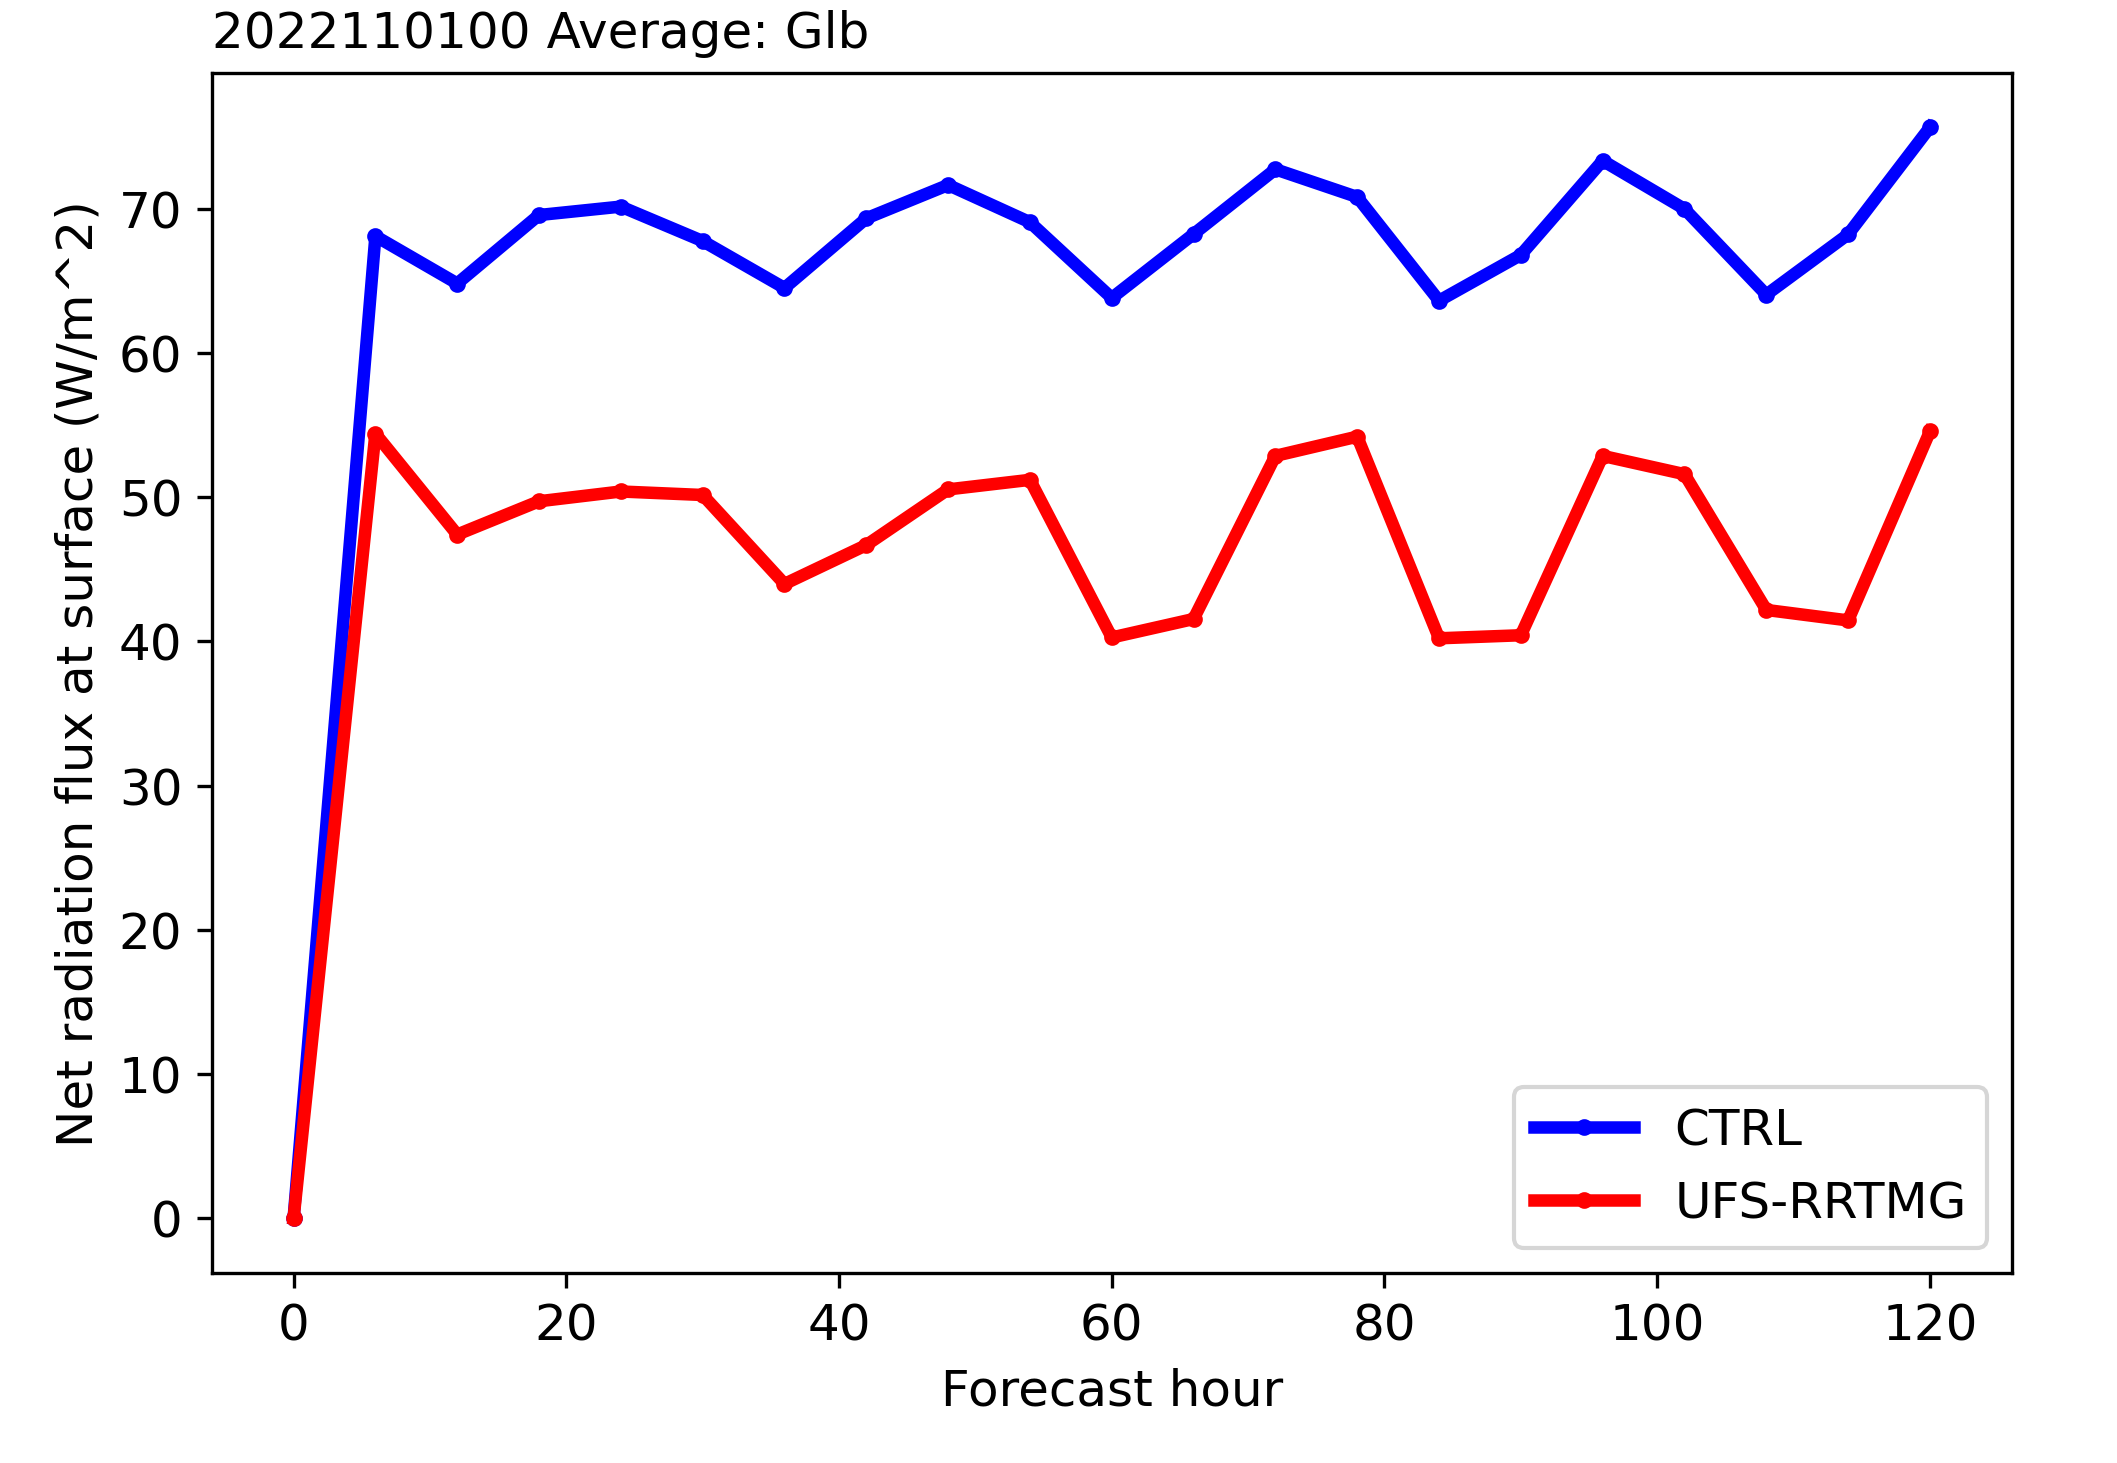 2022110100 Average: Glb
Net radiation flux at surface (W/m^2)
70
60
50
40
30
20
10
0
0 20 40 60 80 100 120
Forecast hour
CTRL
UFS-RRTMG